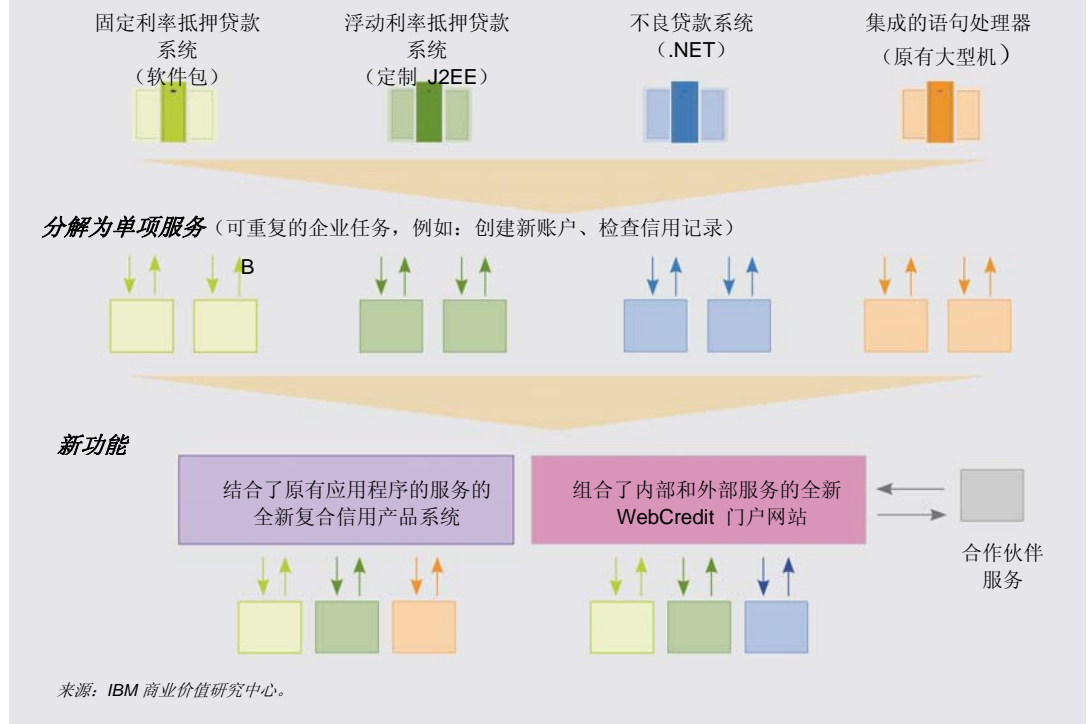 固定利率抵押贷款
系统
（软件包）
浮动利率抵押贷款
系统
（定制 J2EE）
不良贷款系统
（.NET）
集成的语句处理器
（原有大型机）
分解为单项服务（可重复的企业任务，例如：创建新账户、检查信用记录）
B
新功能
结合了原有应用程序的服务的
全新复合信用产品系统
组合了内部和外部服务的全新
WebCredit 门户网站
合作伙伴
服务
来源：IBM 商业价值研究中心。